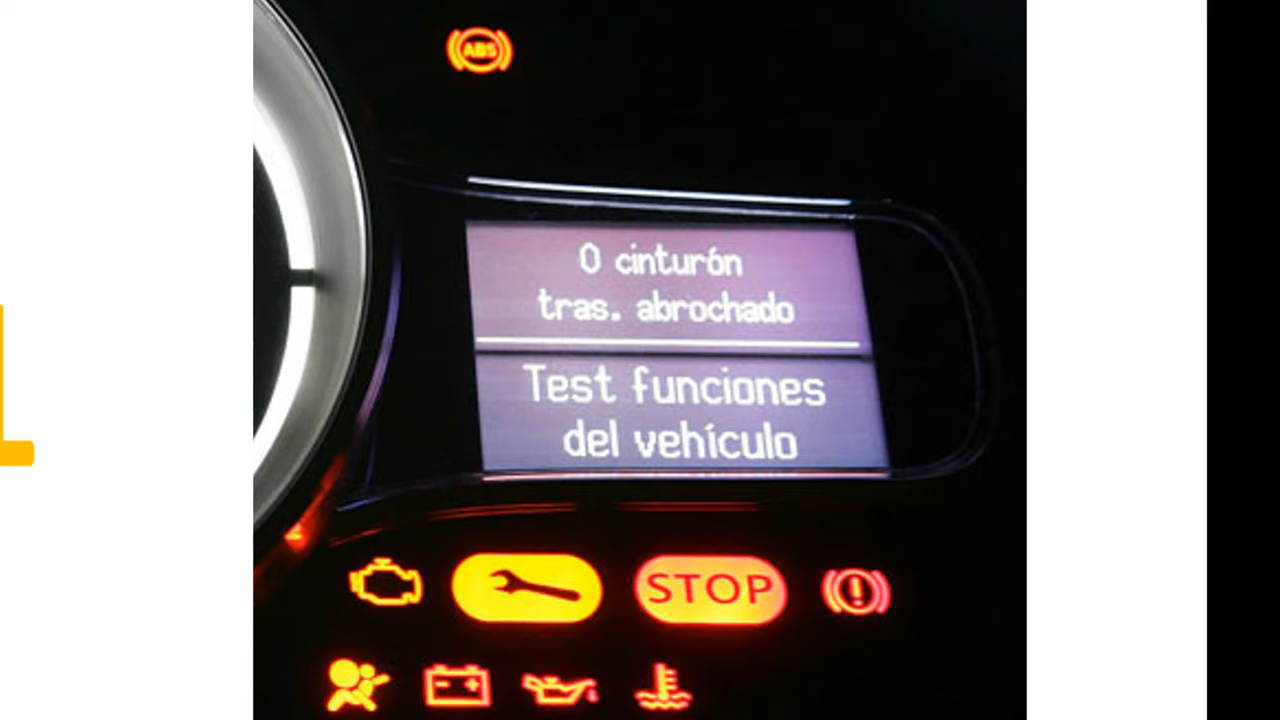 ABS
0 cinturón
tras. abrochado
Test funciones
del vehículo
STOP